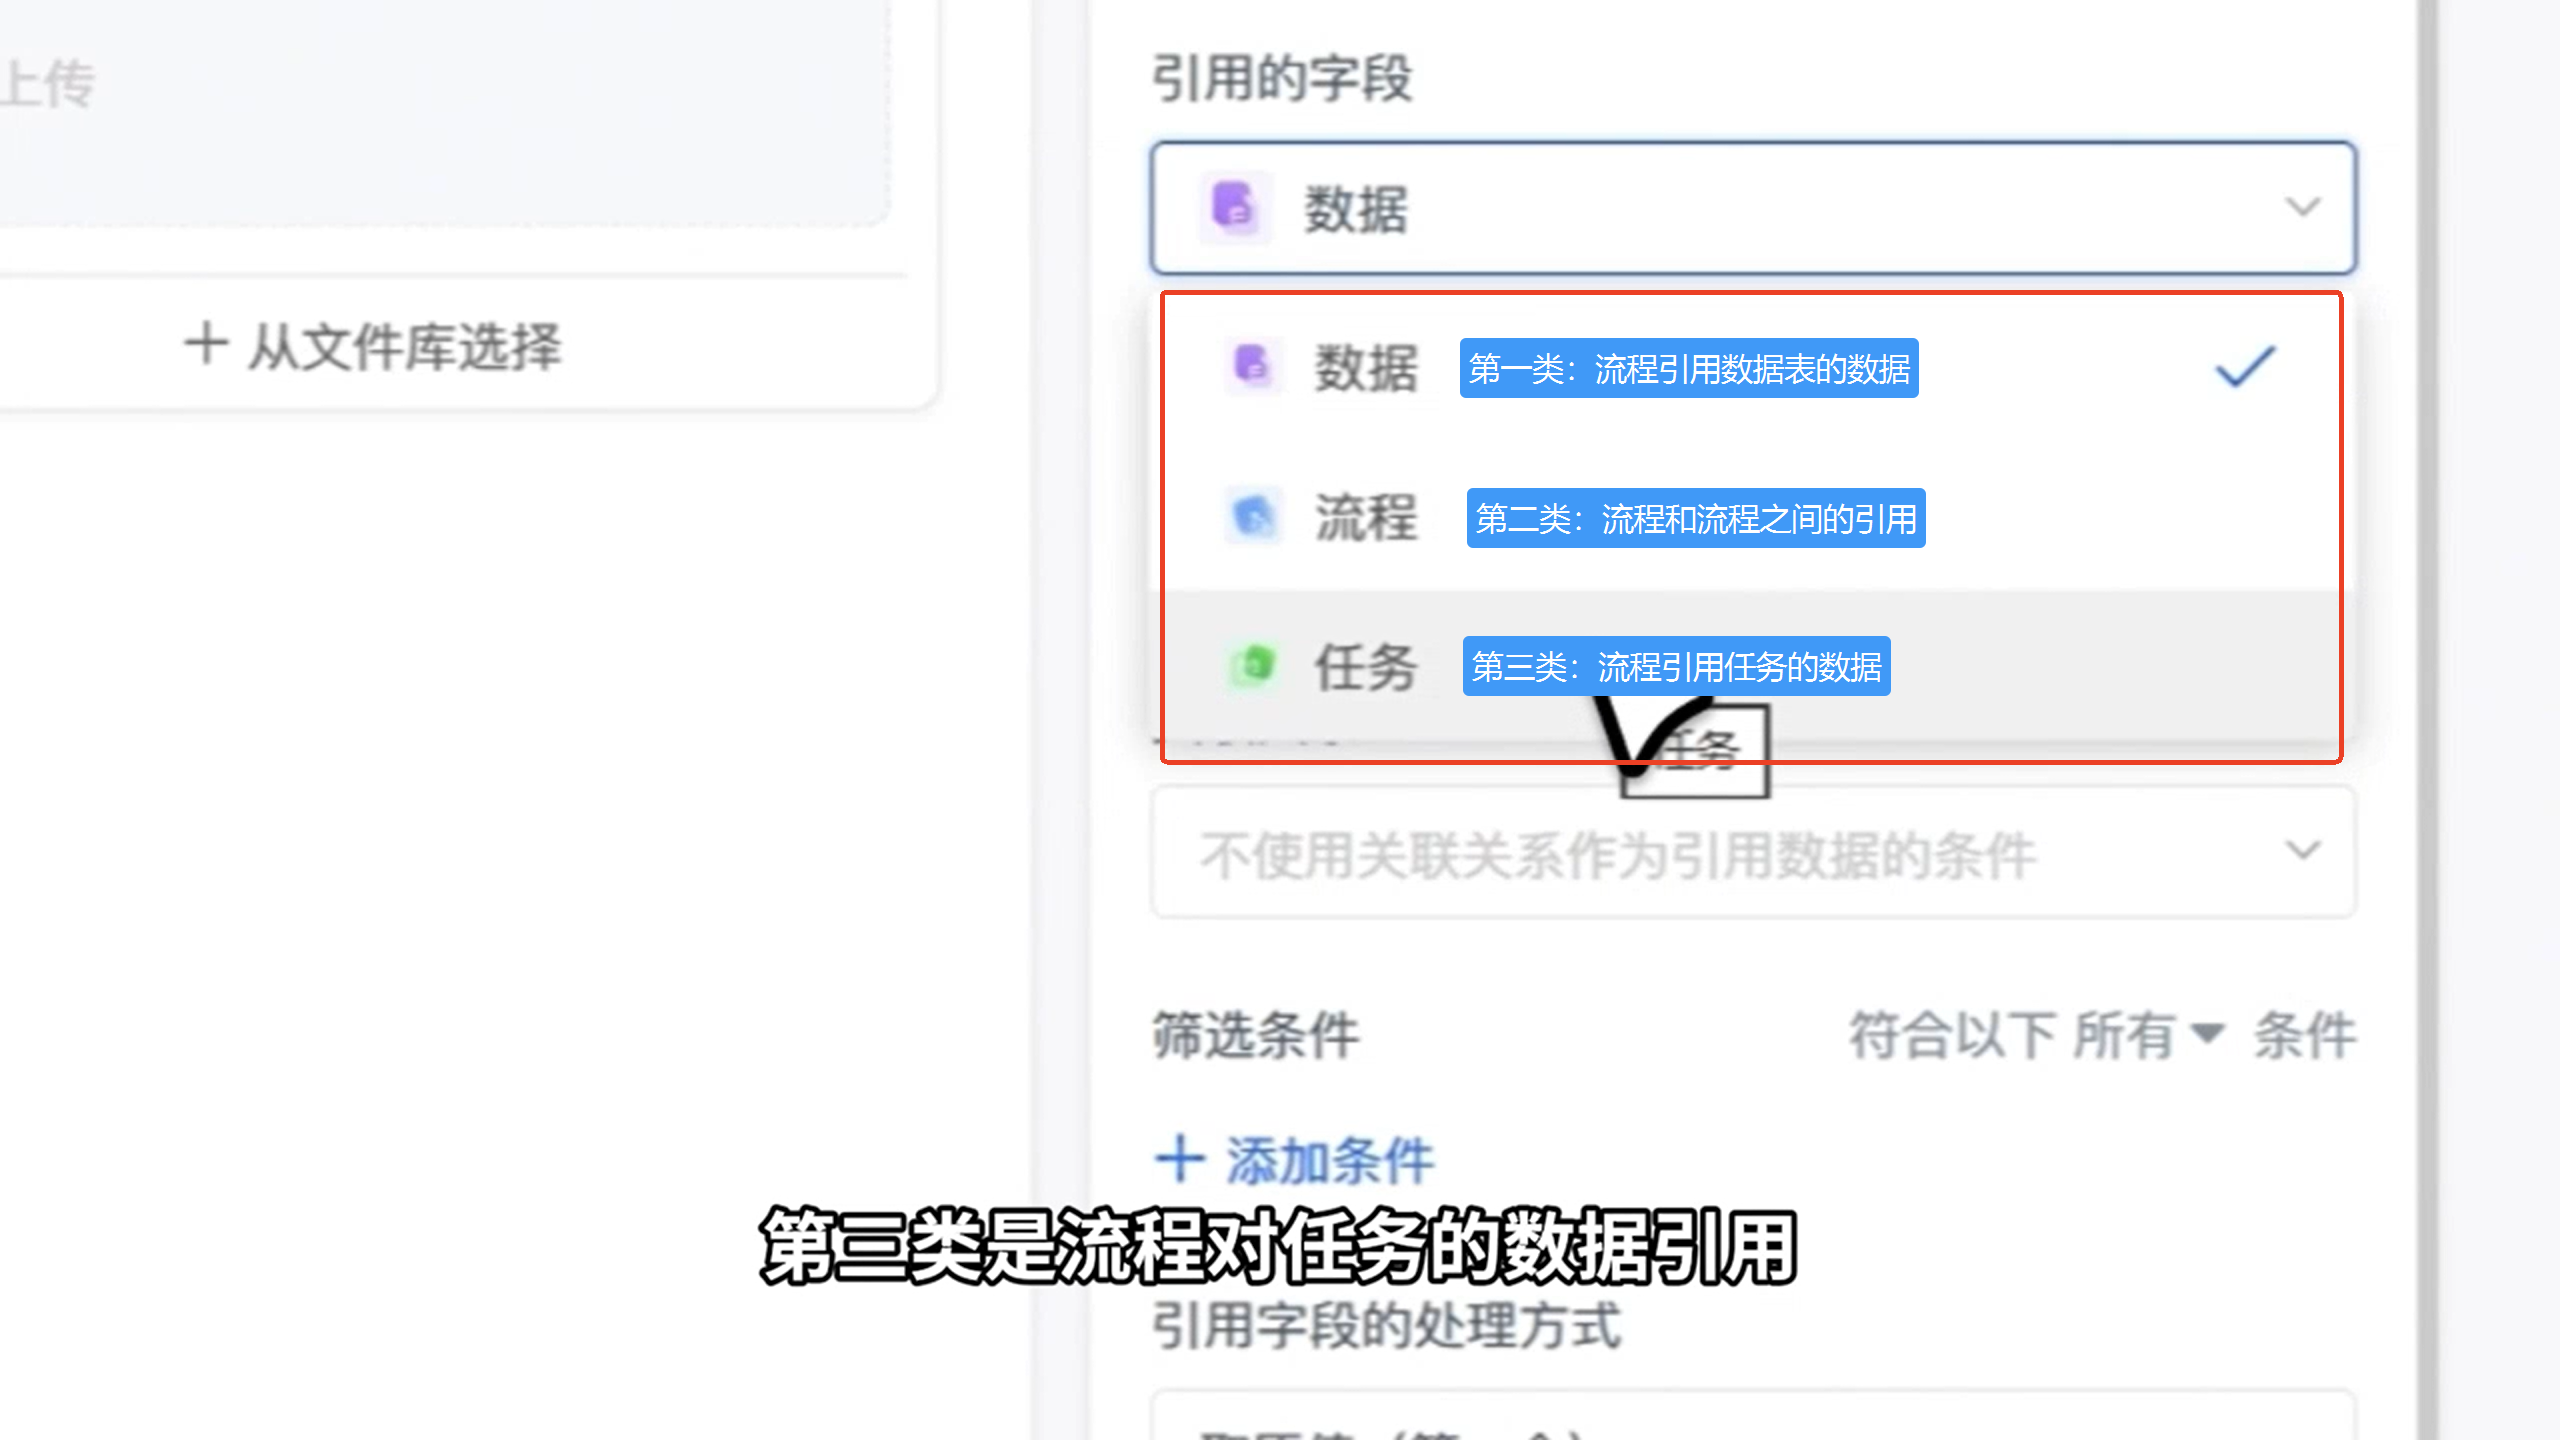 上传
引用的字段
数据
从文件库选择
数据 第一类：流程引用数据表的数据
流程 第二类：流程和流程之间的引用
任务 第三类：流程引用任务的数据
任务
不使用关联关系作为引用数据的条件
筛选条件 符合以下 所有 条件
添加条件
第三类是流程对任务的数据引用
引用字段的处理方式